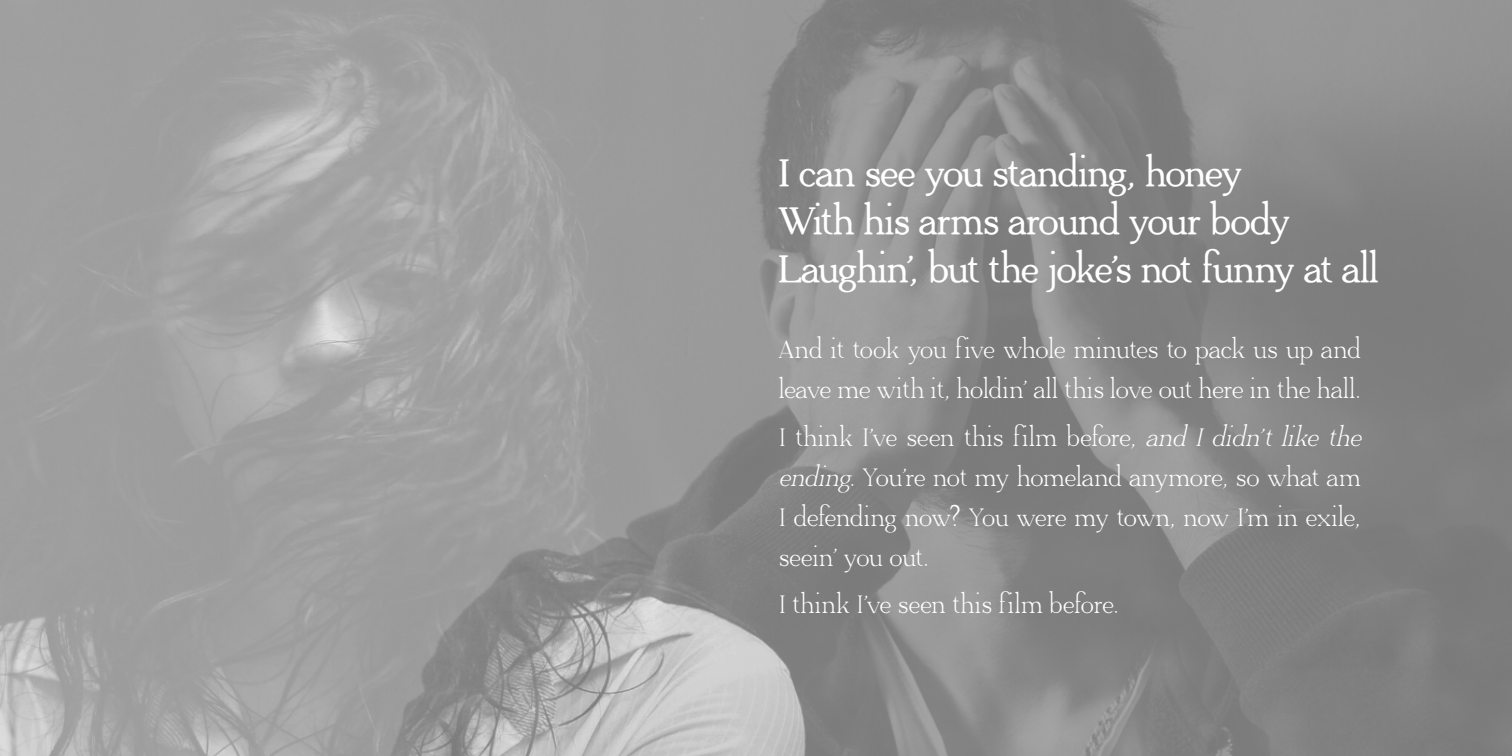 I can see you standing, honey
With his arms around your body
Laughin’, but the joke’s not funny at all
And it took you five whole minutes to pack us up and
leave me with it, holdin’ all this love out here in the hall.
I think I’ve seen this film before, and I didn’t like the
ending. You’re not my homeland anymore, so what am
I defending now? You were my town, now I’m in exile,
seein’ you out.
I think I’ve seen this film before.